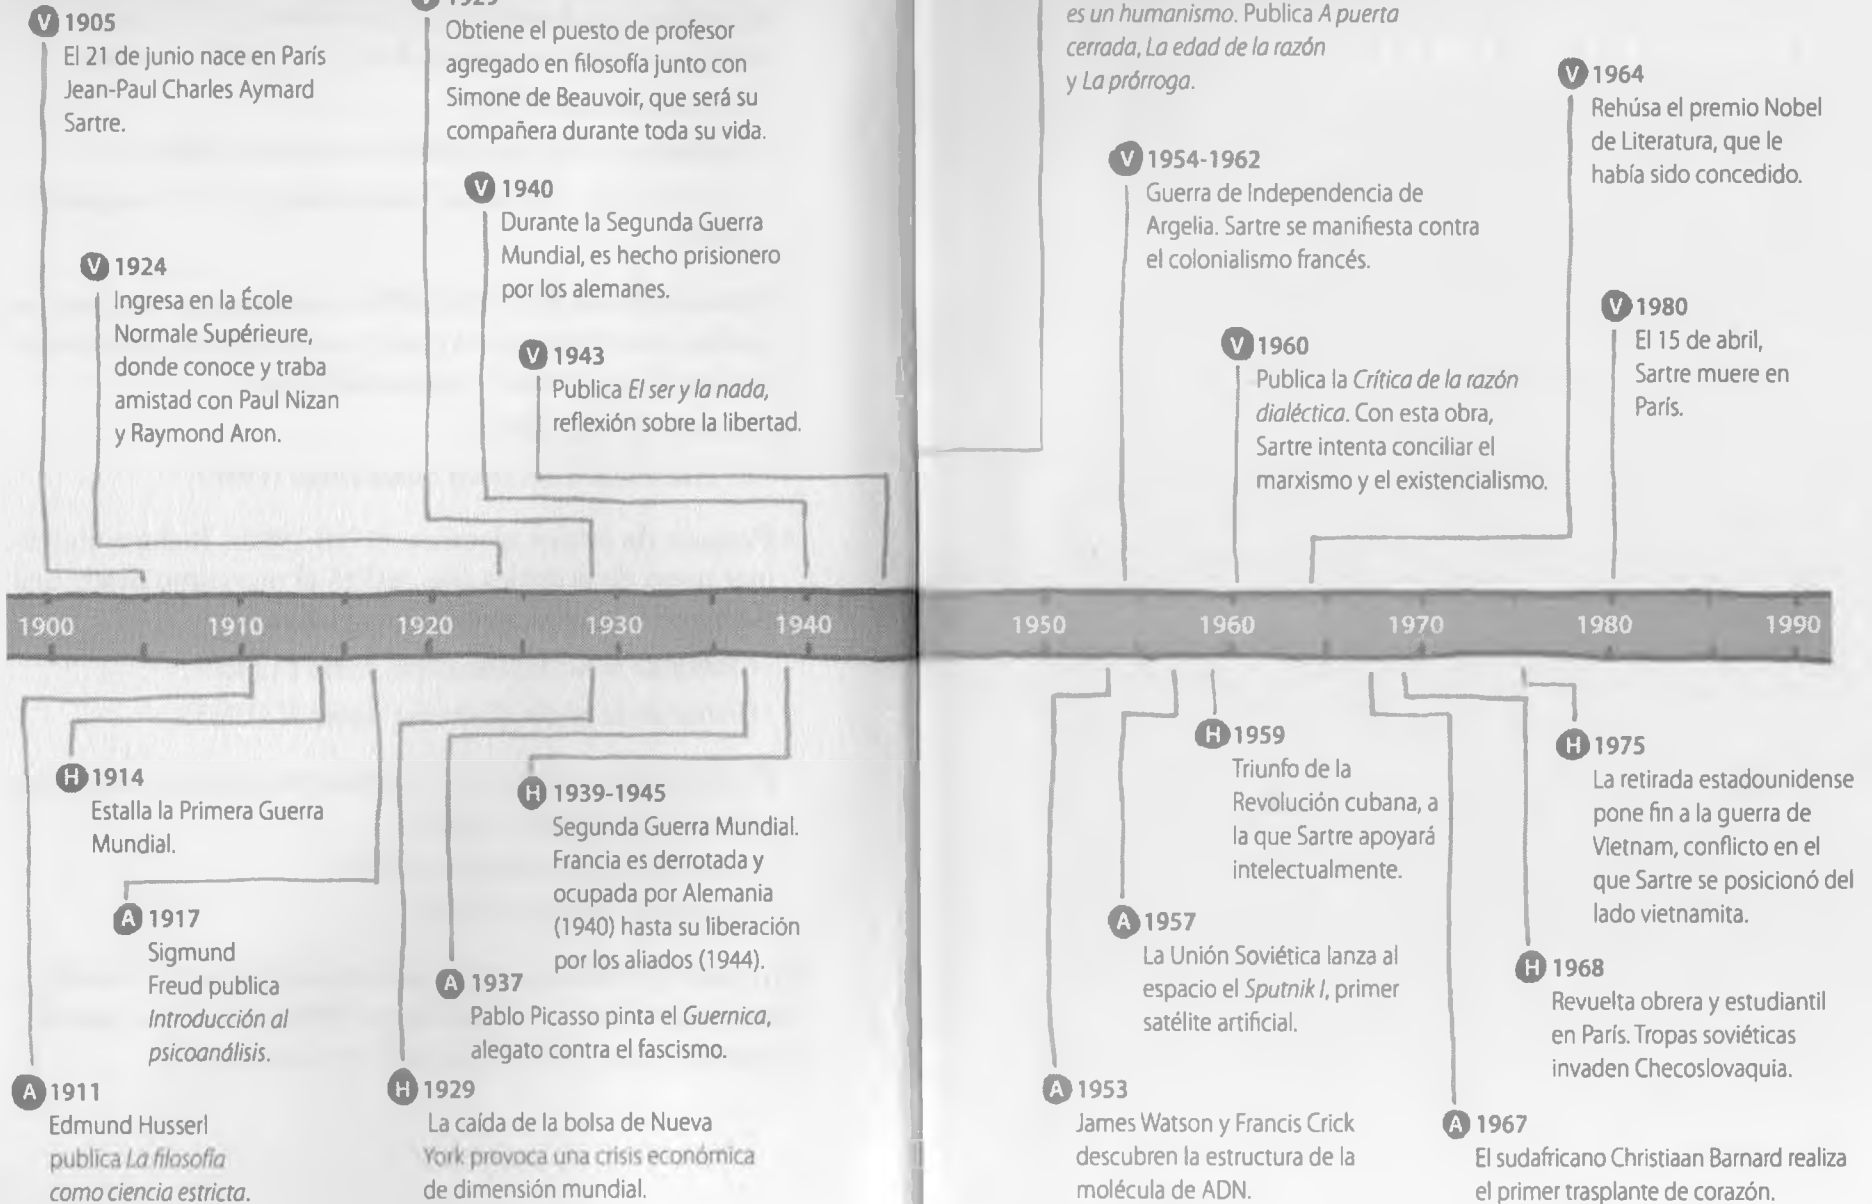 V 1905
El 21 de junio nace en París
Jean-Paul Charles Aymard
Sartre.
V 1924
Ingresa en la École
Normale Supérieure,
donde conoce y traba
amistad con Paul Nizan
y Raymond Aron.
V 1929
Obtiene el puesto de profesor
agregado en filosofía junto con
Simone de Beauvoir, que será su
compañera durante toda su vida.
V 1940
Durante la Segunda Guerra
Mundial, es hecho prisionero
por los alemanes.
V 1943
Publica El ser y la nada,
reflexión sobre la libertad.
es un humanismo. Publica A puerta
cerrada, La edad de la razón
y La prórroga.
V 1954-1962
Guerra de Independencia de
Argelia. Sartre se manifiesta contra
el colonialismo francés.
V 1960
Publica la Crítica de la razón
dialéctica. Con esta obra,
Sartre intenta conciliar el
marxismo y el existencialismo.
V 1964
Rehúsa el premio Nobel
de Literatura, que le
había sido concedido.
V 1980
El 15 de abril,
Sartre muere en
París.
1900 1910 1920 1930 1940 1950 1960 1970 1980 1990
H 1914
Estalla la Primera Guerra
Mundial.
A 1917
Sigmund
Freud publica
Introducción al
psicoanálisis.
A 1911
Edmund Husserl
publica La filosofía
como ciencia estricta.
H 1939-1945
Segunda Guerra Mundial.
Francia es derrotada y
ocupada por Alemania
(1940) hasta su liberación
por los aliados (1944).
A 1937
Pablo Picasso pinta el Guernica,
alegato contra el fascismo.
H 1929
La caída de la bolsa de Nueva
York provoca una crisis económica
de dimensión mundial.
H 1959
Triunfo de la
Revolución cubana, a
la que Sartre apoyará
intelectualmente.
A 1957
La Unión Soviética lanza al
espacio el Sputnik I, primer
satélite artificial.
A 1953
James Watson y Francis Crick
descubren la estructura de la
molécula de ADN.
H 1975
La retirada estadounidense
pone fin a la guerra de
Vietnam, conflicto en el
que Sartre se posicionó del
lado vietnamita.
H 1968
Revuelta obrera y estudiantil
en París. Tropas soviéticas
invaden Checoslovaquia.
A 1967
El sudafricano Christiaan Barnard realiza
el primer trasplante de corazón.